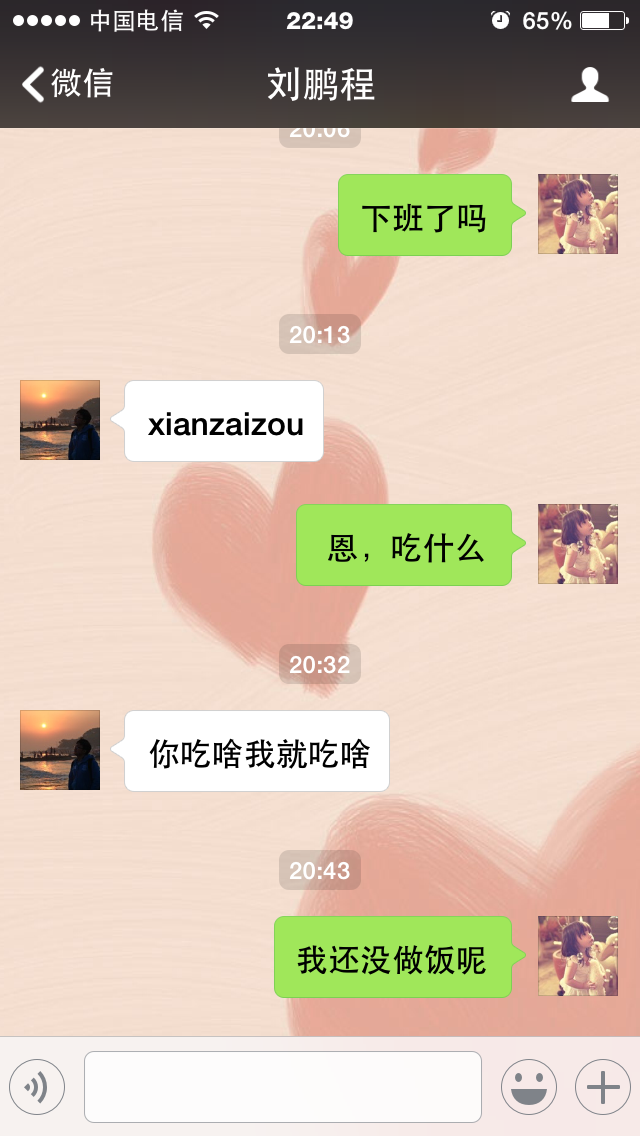 中国电信 22:49 65%
微信 刘鹏程
20:06
下班了吗
20:13
xianzaizou
恩，吃什么
20:32
你吃啥我就吃啥
20:43
我还没做饭呢